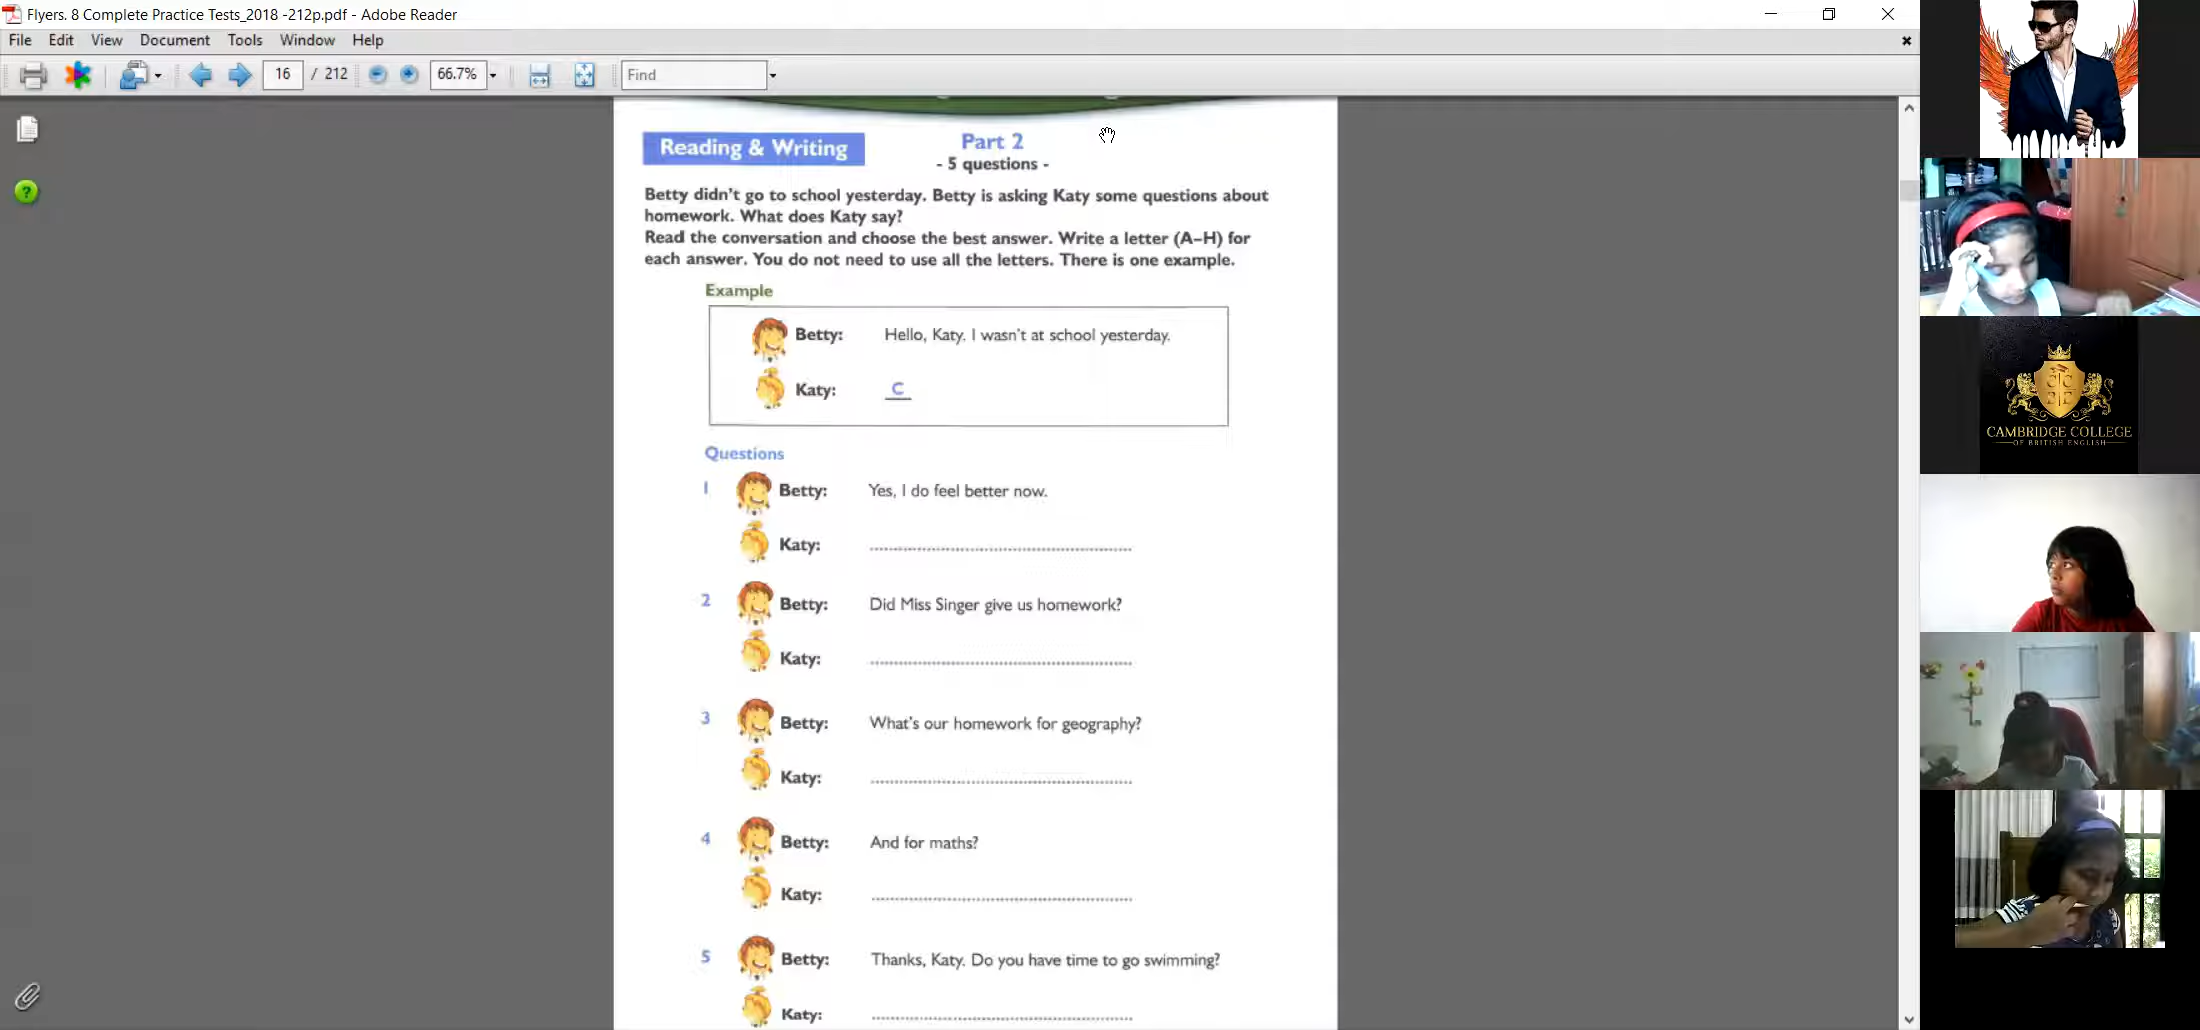 Flyers. 8 Complete Practice Tests_2018 -212p.pdf - Adobe Reader
File Edit View Document Tools Window Help
16 / 212 66.7% Find
Reading & Writing
Part 2
- 5 questions -
Betty didn't go to school yesterday. Betty is asking Katy some questions about
homework. What does Katy say?
Read the conversation and choose the best answer. Write a letter (A–H) for
each answer. You do not need to use all the letters. There is one example.
Example
Betty: Hello, Katy. I wasn't at school yesterday.
Katy: C
Questions
1 Betty: Yes, I do feel better now.
Katy:
2 Betty: Did Miss Singer give us homework?
Katy:
3 Betty: What's our homework for geography?
Katy:
4 Betty: And for maths?
Katy:
5 Betty: Thanks, Katy. Do you have time to go swimming?
Katy:
CAMBRIDGE COLLEGE
OF BRITISH ENGLISH